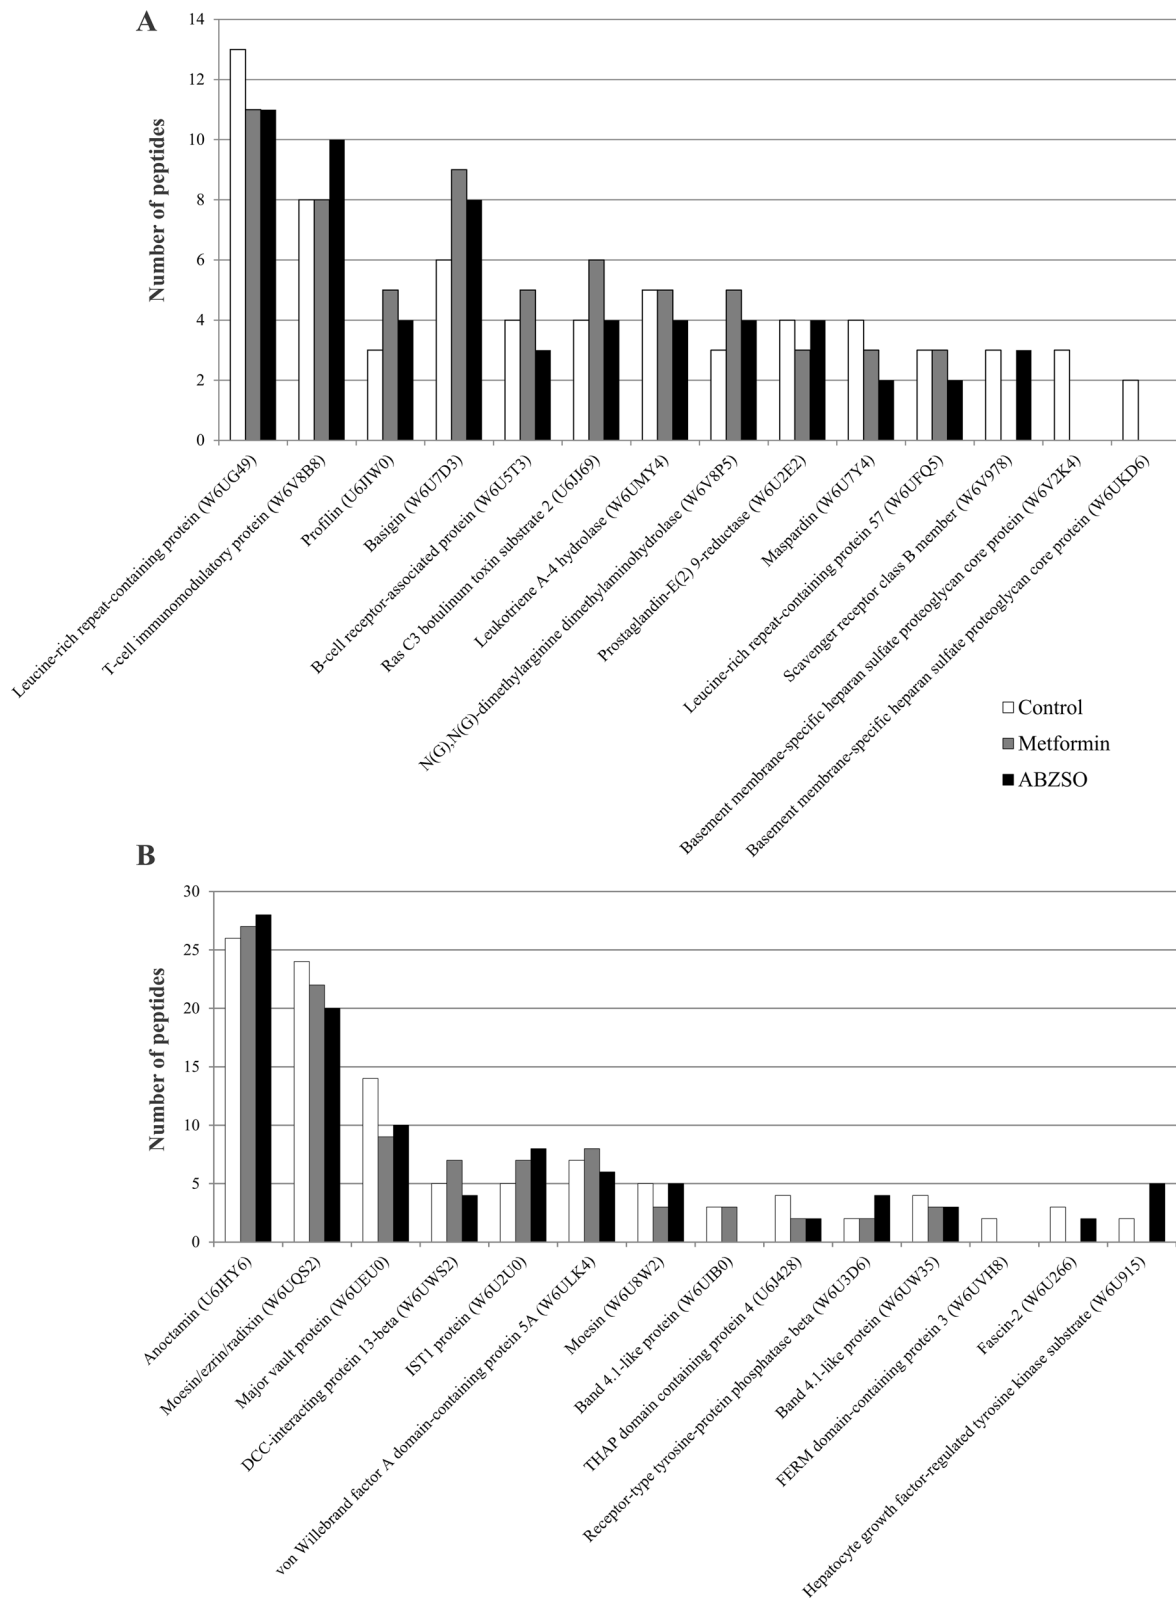 A
Number of peptides
14
12
10
8
6
4
2
0
Leucine-rich repeat-containing protein (W6UG49)
T-cell immunomodulatory protein (W6V8B8)
Profilin (U6JIW0)
Basigin (W6U7D3)
B-cell receptor-associated protein (W6U5T3)
Ras C3 botulinum toxin substrate 2 (U6JJ69)
Leukotriene A-4 hydrolase (W6UMY4)
N(G),N(G)-dimethylarginine dimethylaminohydrolase (W6V8P5)
Prostaglandin-E(2) 9-reductase (W6U2E2)
Maspardin (W6U7Y4)
Leucine-rich repeat-containing protein 57 (W6UFQ5)
Scavenger receptor class B member (W6V978)
Basement membrane-specific heparan sulfate proteoglycan core protein (W6V2K4)
Basement membrane-specific heparan sulfate proteoglycan core protein (W6UKD6)
Control
Metformin
ABZSO
B
Number of peptides
30
25
20
15
10
5
0
Anoctamin (U6JHY6)
Moesin/ezrin/radixin (W6UQS2)
Major vault protein (W6UEU0)
DCC-interacting protein 13-beta (W6UWS2)
IST1 protein (W6U2U0)
von Willebrand factor A domain-containing protein 5A (W6ULK4)
Moesin (W6U8W2)
Band 4.1-like protein (W6UIB0)
THAP domain containing protein 4 (U6J428)
Receptor-type tyrosine-protein phosphatase beta (W6U3D6)
Band 4.1-like protein (W6UW35)
FERM domain-containing protein 3 (W6UVH8)
Fascin-2 (W6U266)
Hepatocyte growth factor-regulated tyrosine kinase substrate (W6U915)